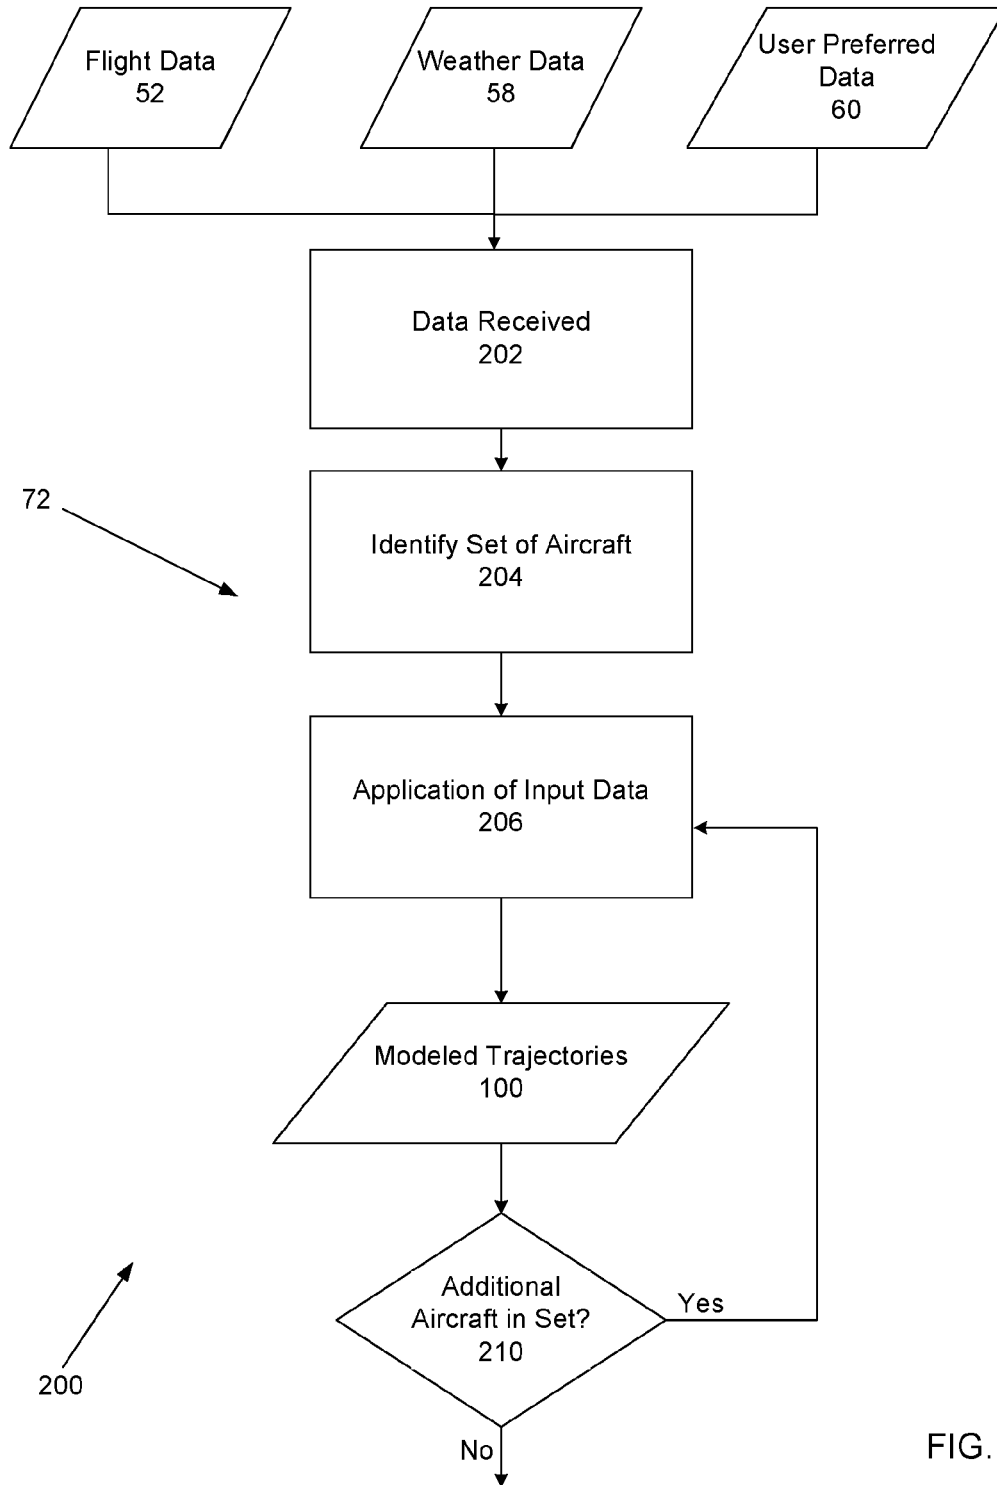 Flight Data
52
Weather Data
58
User Preferred
Data
60
Data Received
202
72
Identify Set of Aircraft
204
Application of Input Data
206
Modeled Trajectories
100
Additional
Aircraft in Set?
210
Yes
200
No
FIG.